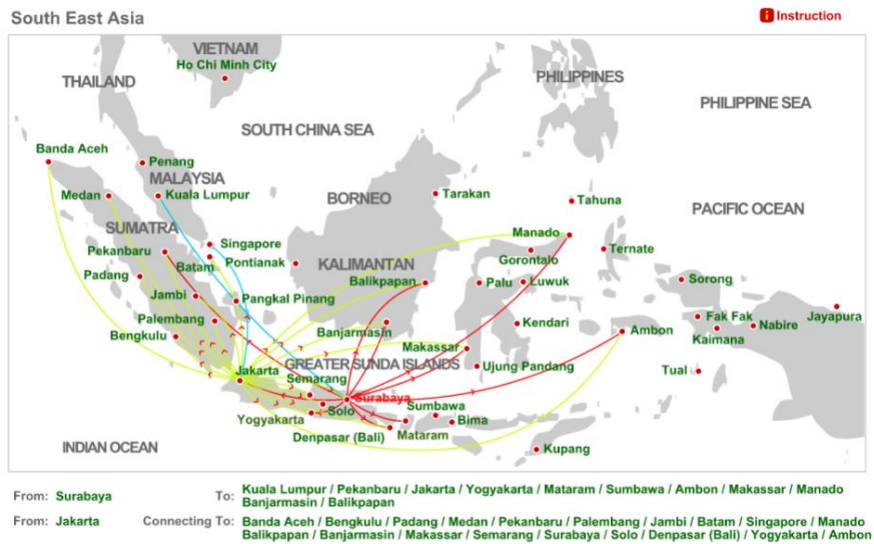 South East Asia
i Instruction
VIETNAM
Ho Chi Minh City
THAILAND
PHILIPPINES
PHILIPPINE SEA
SOUTH CHINA SEA
Banda Aceh
Penang
MALAYSIA
Medan
Kuala Lumpur
BORNEO
Tarakan
Tahuna
PACIFIC OCEAN
SUMATRA
Manado
Singapore
Pekanbaru
Ternate
Gorontalo
Batam
Pontianak
KALIMANTAN
Padang
Balikpapan
Palu
Luwuk
Sorong
Jambi
Pangkal Pinang
Jayapura
Palembang
Fak Fak
Kendari
Nabire
Bengkulu
Banjarmasin
Ambon
Kaimana
Makassar
GREATER SUNDA ISLANDS
Ujung Pandang
Jakarta
Tual
Semarang
Surabaya
Solo
Sumbawa
Yogyakarta
Bima
Denpasar (Bali)
Mataram
INDIAN OCEAN
Kupang
From: Surabaya To: Kuala Lumpur / Pekanbaru / Jakarta / Yogyakarta / Mataram / Sumbawa / Ambon / Makassar / Manado
Banjarmasin / Balikpapan
From: Jakarta Connecting To: Banda Aceh / Bengkulu / Padang / Medan / Pekanbaru / Palembang / Jambi / Batam / Singapore / Manado
Balikpapan / Banjarmasin / Makassar / Semarang / Surabaya / Solo / Denpasar (Bali) / Yogyakarta / Ambon